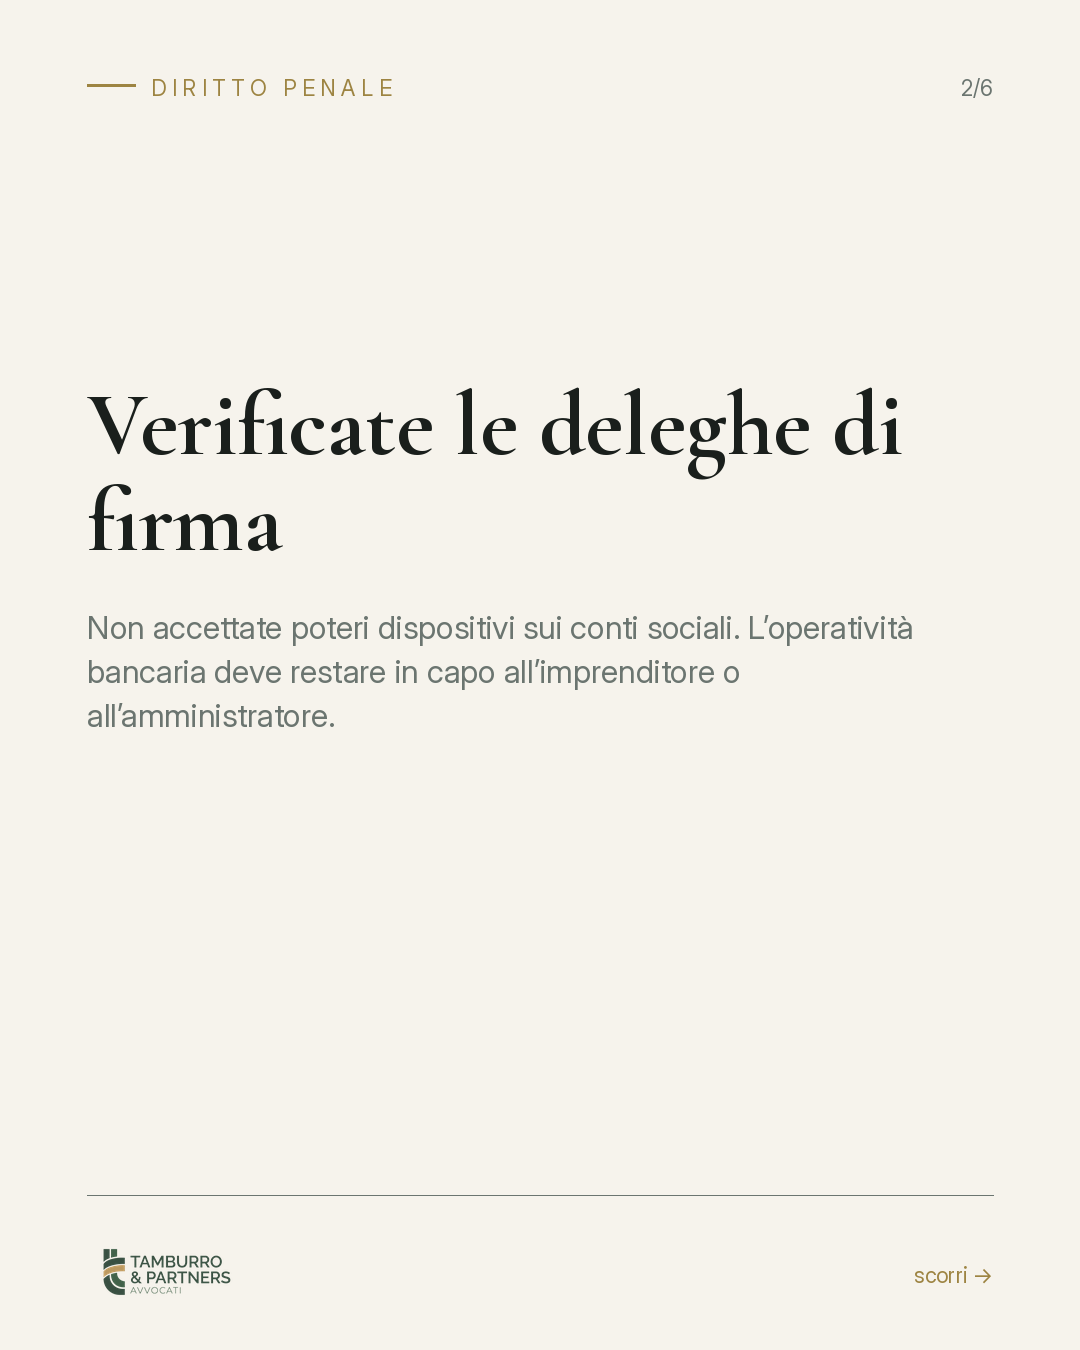 DIRITTO PENALE
2/6
Verificate le deleghe di
firma
Non accettate poteri dispositivi sui conti sociali. L’operatività
bancaria deve restare in capo all’imprenditore o
all’amministratore.
TAMBURRO
& PARTNERS
AVVOCATI
scorri →